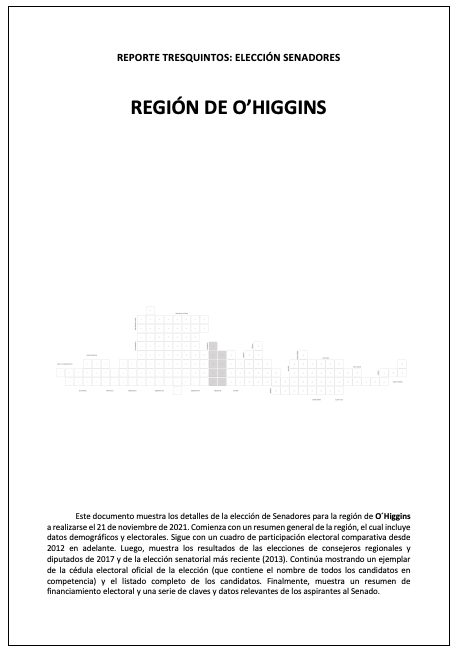 REPORTE TRESQUINTOS: ELECCIÓN SENADORES
REGIÓN DE O’HIGGINS
Este documento muestra los detalles de la elección de Senadores para la región de O´Higgins
a realizarse el 21 de noviembre de 2021. Comienza con un resumen general de la región, el cual incluye
datos demográficos y electorales. Sigue con un cuadro de participación electoral comparativa desde
2012 en adelante. Luego, muestra los resultados de las elecciones de consejeros regionales y
diputados de 2017 y de la elección senatorial más reciente (2013). Continúa mostrando un ejemplar
de la cédula electoral oficial de la elección (que contiene el nombre de todos los candidatos en
competencia) y el listado completo de los candidatos. Finalmente, muestra un resumen de
financiamiento electoral y una serie de claves y datos relevantes de los aspirantes al Senado.